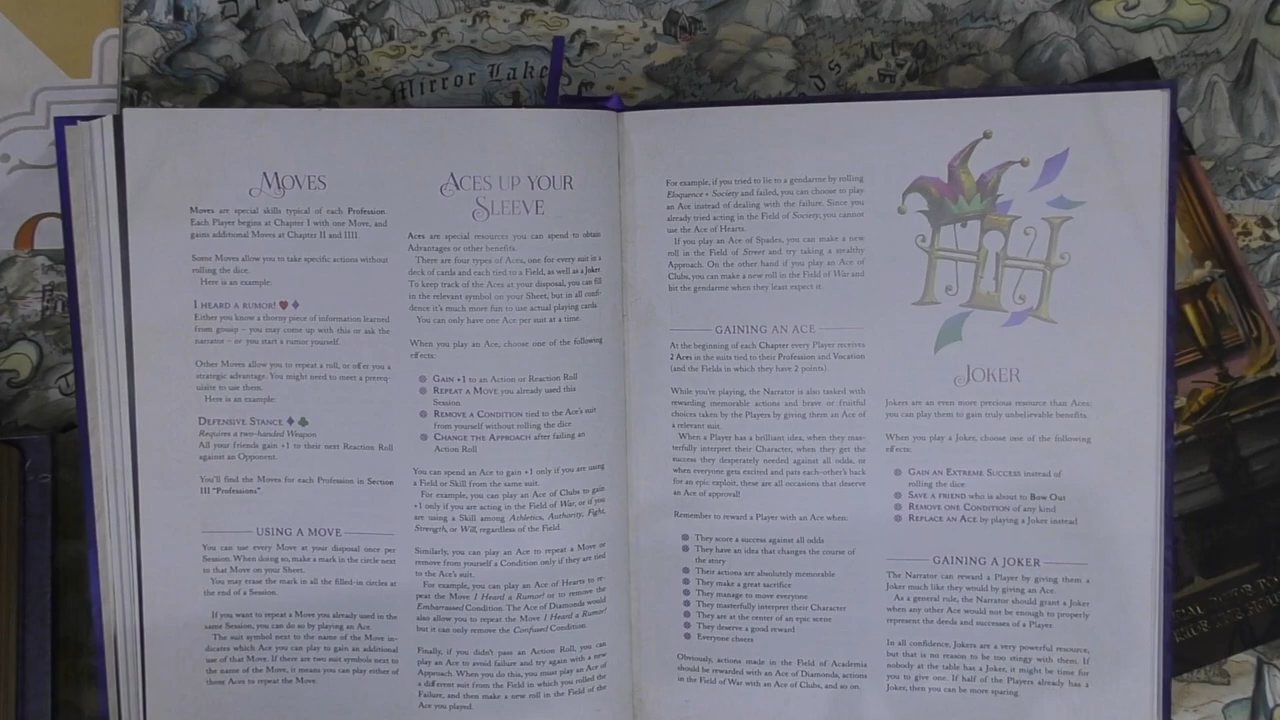 Mirror Lake
MOVES
Moves are special skills typical of each Profession.
Each Player begins at Chapter I with one Move, and
gains additional Moves at Chapter II and IIII.
Some Moves allow you to take specific actions without
rolling the dice.
Here is an example:
I HEARD A RUMOR! ♥ ♦
Either you know a thorny piece of information learned
from gossip – you may come up with this or ask the
narrator – or you start a rumor yourself.
Other Moves allow you to repeat a roll, or offer you a
strategic advantage. You might need to meet a prereq-
uisite to use them.
Here is an example:
DEFENSIVE STANCE ♦ ♣
Requires a two-handed Weapon
All your friends gain +1 to their next Reaction Roll
against an Opponent.
You'll find the Moves for each Profession in Section
III "Professions".
USING A MOVE
You can use every Move at your disposal once per
Session. When doing so, make a mark in the circle next
to that Move on your Sheet.
You may erase the mark in all the filled-in circles at
the end of a Session.
If you want to repeat a Move you already used in the
same Session, you can do so by playing an Ace.
The suit symbol next to the name of the Move in-
dicates which Ace you can play to gain an additional
use of that Move. If there are two suit symbols next to
the name of the Move, it means you can play either of
those Aces to repeat the Move.
ACES UP YOUR
SLEEVE
Aces are special resources you can spend to obtain
Advantages or other benefits.
There are four types of Aces, one for every suit in a
deck of cards and each tied to a Field, as well as a Joker.
To keep track of the Aces at your disposal, you can fill
in the relevant symbol on your Sheet, but in all confi-
dence it's much more fun to use actual playing cards.
You can only have one Ace per suit at a time.
When you play an Ace, choose one of the following
effects:
GAIN +1 to an Action or Reaction Roll
REPEAT A MOVE you already used this
Session
REMOVE A CONDITION tied to the Ace's suit
from yourself without rolling the dice
CHANGE THE APPROACH after failing an
Action Roll
You can spend an Ace to gain +1 only if you are using
a Field or Skill from the same suit.
For example, you can play an Ace of Clubs to gain
+1 only if you are acting in the Field of War, or if you
are using a Skill among Athletics, Authority, Fight,
Strength, or Will, regardless of the Field.
Similarly, you can play an Ace to repeat a Move or
remove from yourself a Condition only if they are tied
to the Ace's suit.
For example, you can play an Ace of Hearts to re-
peat the Move I Heard a Rumor! or to remove the
Embarrassed Condition. The Ace of Diamonds would
also allow you to repeat the Move I Heard a Rumor!
but it can only remove the Confused Condition.
Finally, if you didn't pass an Action Roll, you can
play an Ace to avoid failure and try again with a new
Approach. When you do this, you must play an Ace of
a different suit from the Field in which you rolled the
Failure, and then make a new roll in the Field of the
Ace you played.
For example, if you tried to lie to a gendarme by rolling
Eloquence + Society and failed, you can choose to play
an Ace instead of dealing with the failure. Since you
already tried acting in the Field of Society, you cannot
use the Ace of Hearts.
If you play an Ace of Spades, you can make a new
roll in the Field of Street and try taking a stealthy
Approach. On the other hand if you play an Ace of
Clubs, you can make a new roll in the Field of War and
hit the gendarme when they least expect it.
GAINING AN ACE
At the beginning of each Chapter every Player receives
2 Aces in the suits tied to their Profession and Vocation
(and the Fields in which they have 2 points).
While you're playing, the Narrator is also tasked with
rewarding memorable actions and brave or fruitful
choices taken by the Players by giving them an Ace of
a relevant suit.
When a Player has a brilliant idea, when they mas-
terfully interpret their Character, when they get the
success they desperately needed against all odds, or
when everyone gets excited and pats each-other's back
for an epic exploit, these are all occasions that deserve
an Ace of approval!
Remember to reward a Player with an Ace when:
They score a success against all odds
They have an idea that changes the course of
the story
Their actions are absolutely memorable
They make a great sacrifice
They manage to move everyone
They masterfully interpret their Character
They are at the center of an epic scene
They deserve a good reward
Everyone cheers
Obviously, actions made in the Field of Academia
should be rewarded with an Ace of Diamonds, actions
in the Field of War with an Ace of Clubs, and so on.
HH
JOKER
Jokers are an even more precious resource than Aces;
you can play them to gain truly unbelievable benefits.
When you play a Joker, choose one of the following
effects:
GAIN AN EXTREME SUCCESS instead of
rolling the dice
SAVE A FRIEND who is about to Bow Out
REMOVE ONE CONDITION of any kind
REPLACE AN ACE by playing a Joker instead
GAINING A JOKER
The Narrator can reward a Player by giving them a
Joker much like they would by giving an Ace.
As a general rule, the Narrator should grant a Joker
when any other Ace would not be enough to properly
represent the deeds and successes of a Player.
In all confidence, Jokers are a very powerful resource,
but that is no reason to be too stingy with them. If
nobody at the table has a Joker, it might be time for
you to give one. If half of the Players already has a
Joker, then you can be more sparing.